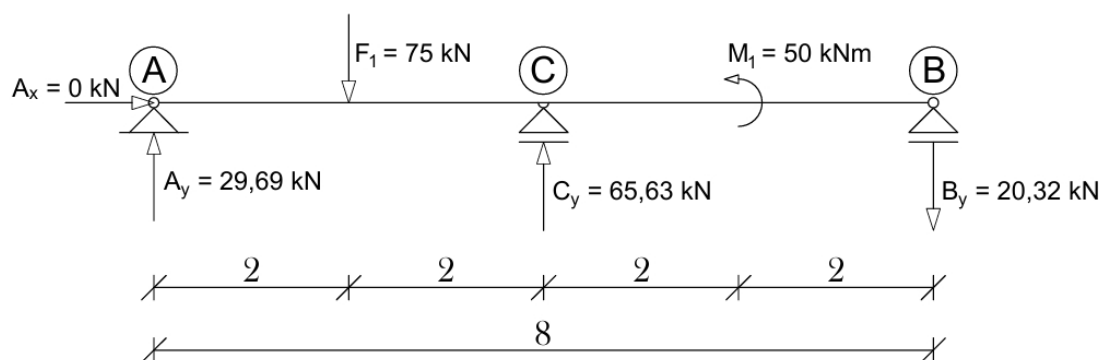 A
C
B
Aₓ = 0 kN
F₁ = 75 kN
M₁ = 50 kNm
Aᵧ = 29,69 kN
Cᵧ = 65,63 kN
Bᵧ = 20,32 kN
2 2 2 2
8